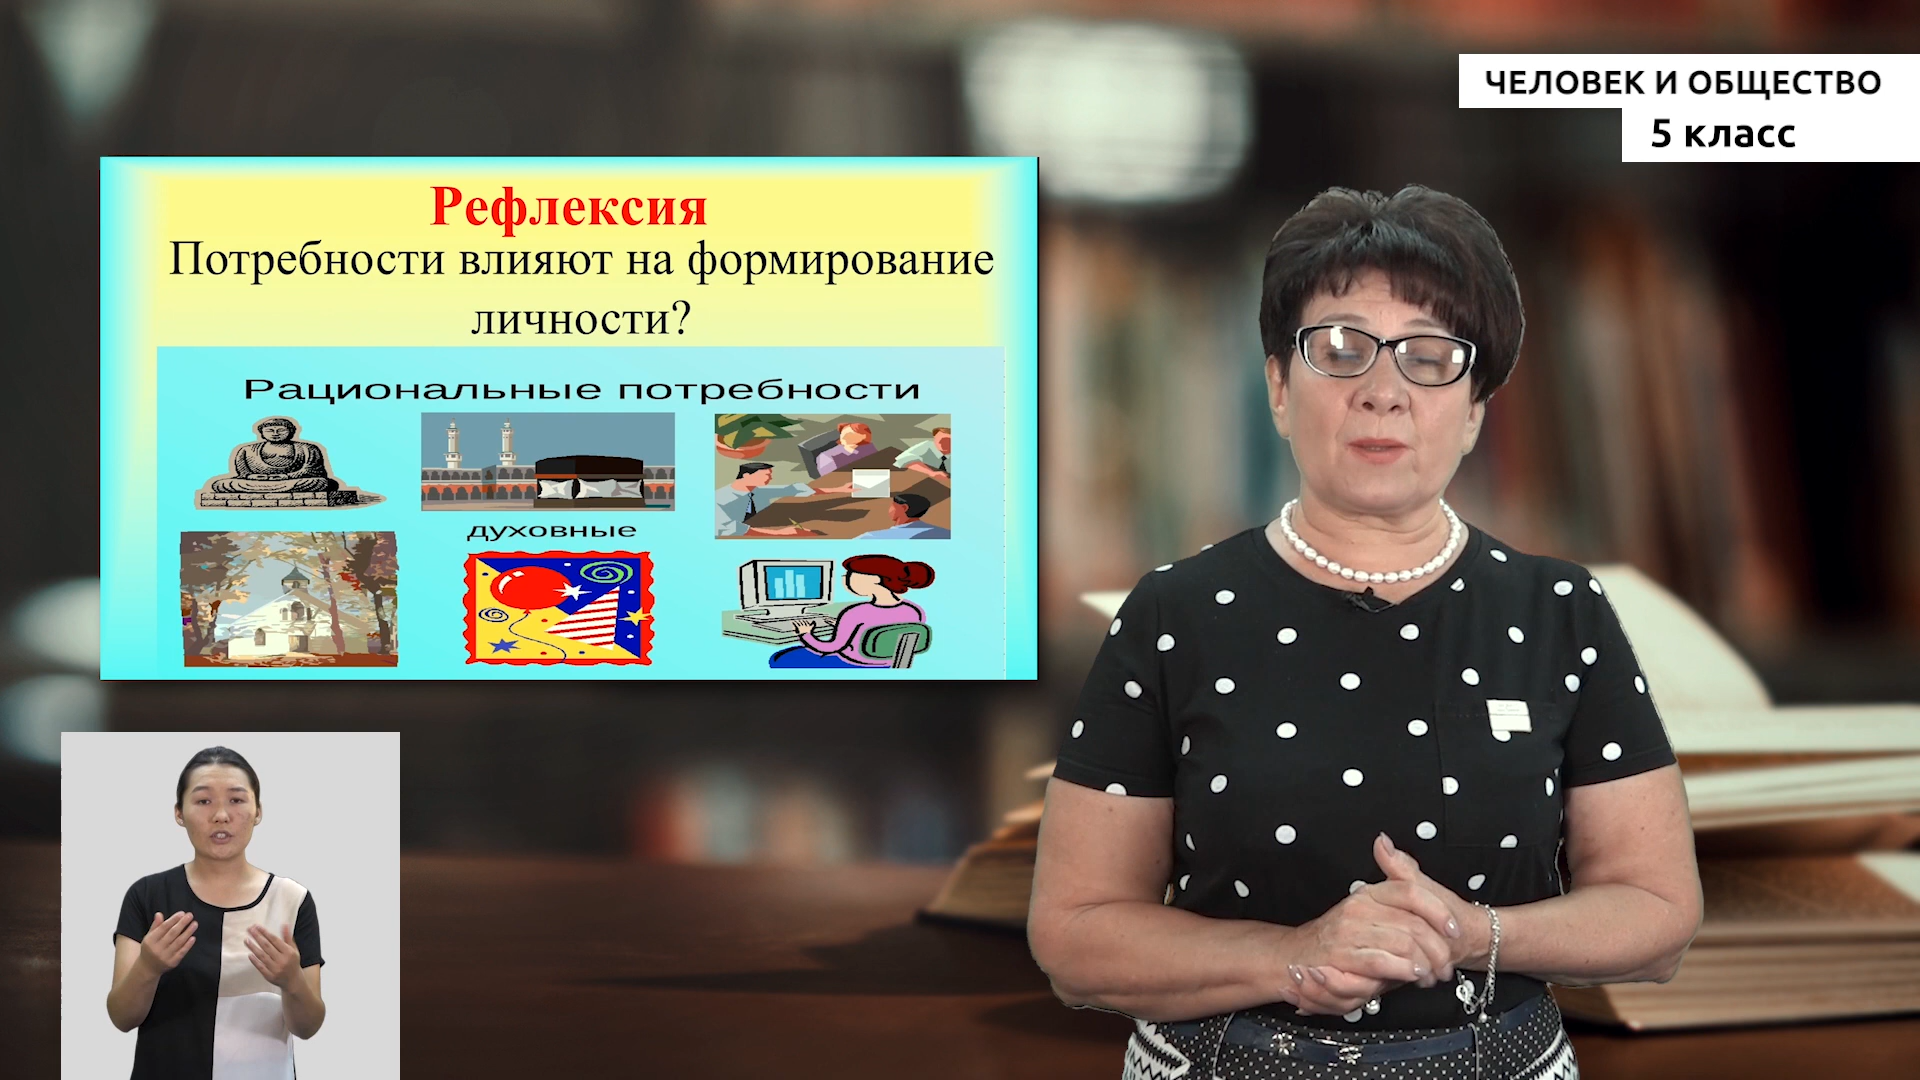 ЧЕЛОВЕК И ОБЩЕСТВО
5 класс
Рефлексия
Потребности влияют на формирование
личности?
Рациональные потребности
духовные